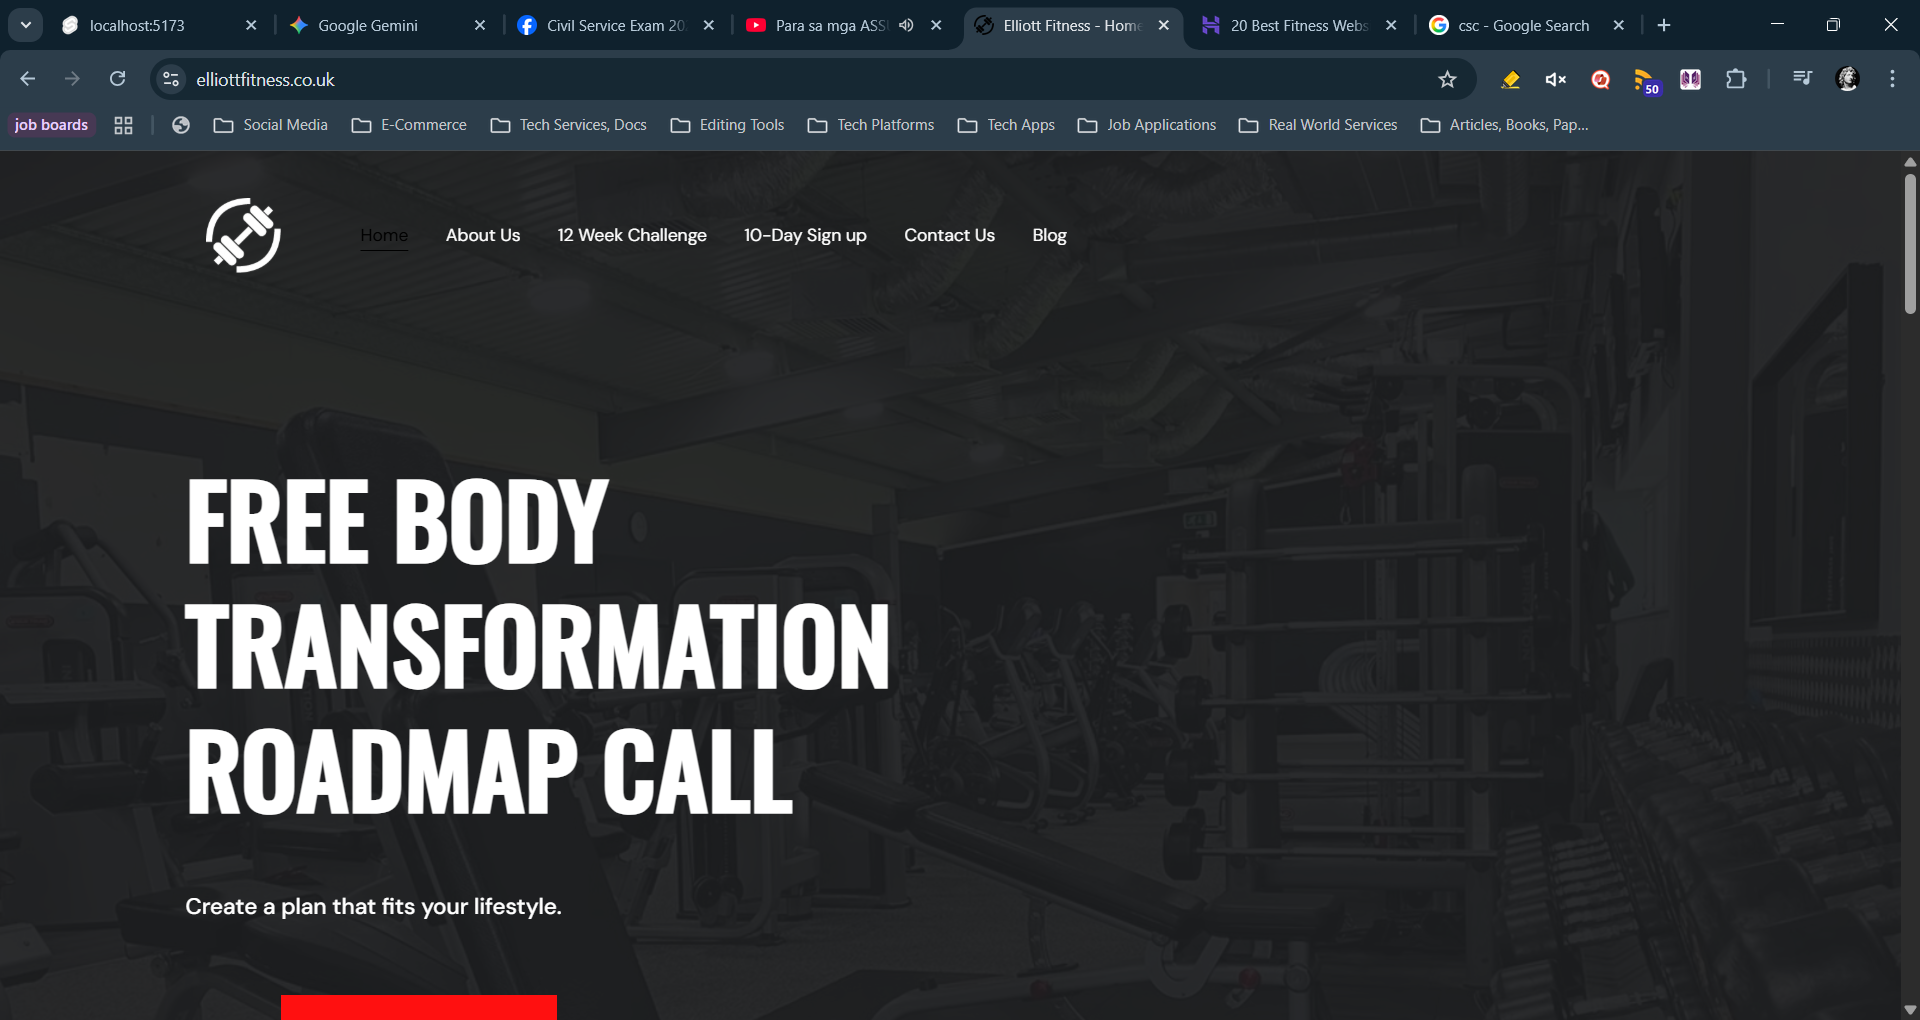 localhost:5173
Google Gemini
Civil Service Exam 20
Para sa mga ASS
Elliott Fitness - Home
20 Best Fitness Webs
csc - Google Search
elliottfitness.co.uk
50
job boards
Social Media
E-Commerce
Tech Services, Docs
Editing Tools
Tech Platforms
Tech Apps
Job Applications
Real World Services
Articles, Books, Pap...
Home
About Us
12 Week Challenge
10-Day Sign up
Contact Us
Blog
FREE BODY
TRANSFORMATION
ROADMAP CALL
Create a plan that fits your lifestyle.